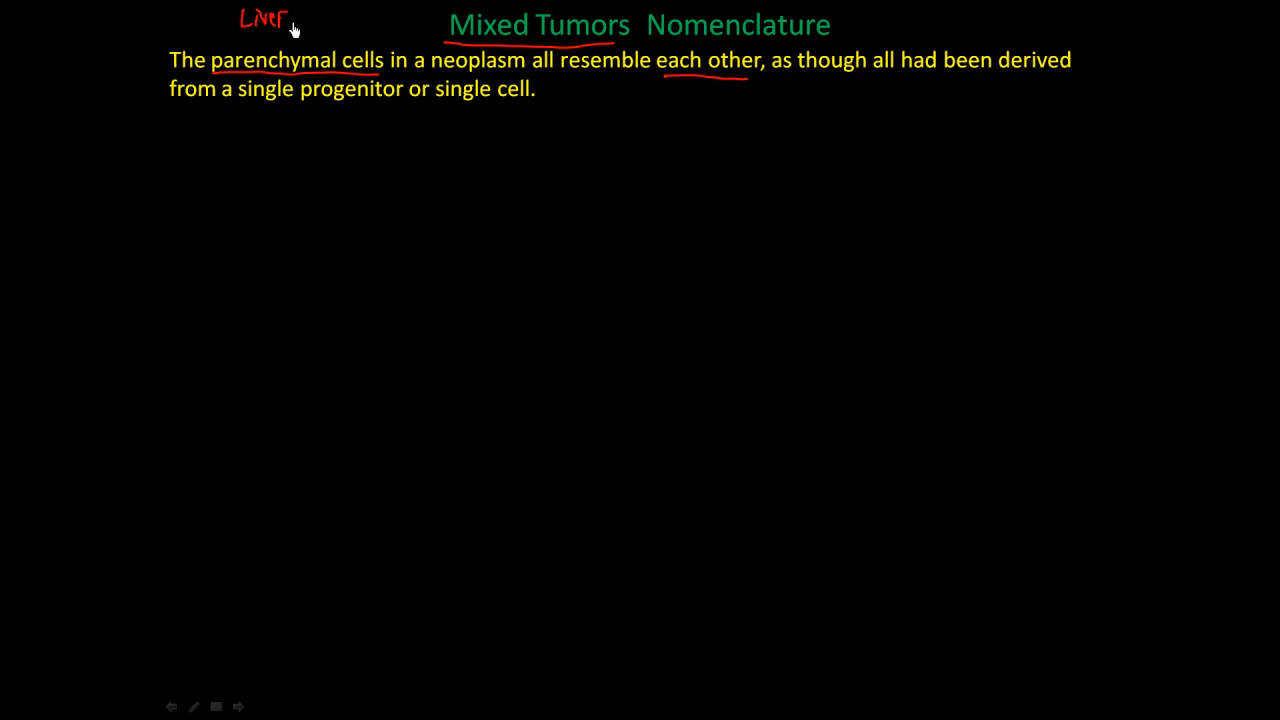 Liver
Mixed Tumors Nomenclature
The parenchymal cells in a neoplasm all resemble each other, as though all had been derived
from a single progenitor or single cell.